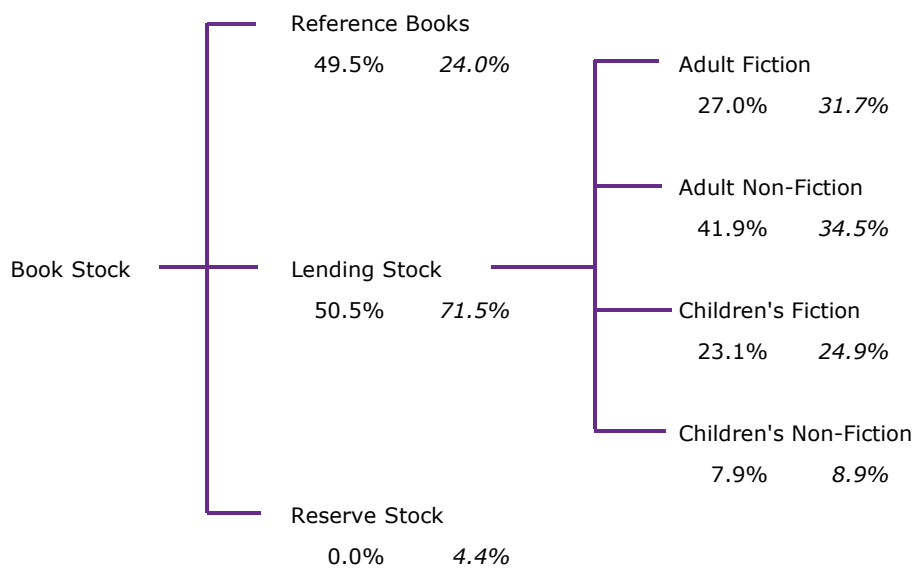 Reference Books
49.5% 24.0%
Adult Fiction
27.0% 31.7%
Adult Non-Fiction
41.9% 34.5%
Book Stock
Lending Stock
50.5% 71.5%
Children's Fiction
23.1% 24.9%
Children's Non-Fiction
7.9% 8.9%
Reserve Stock
0.0% 4.4%